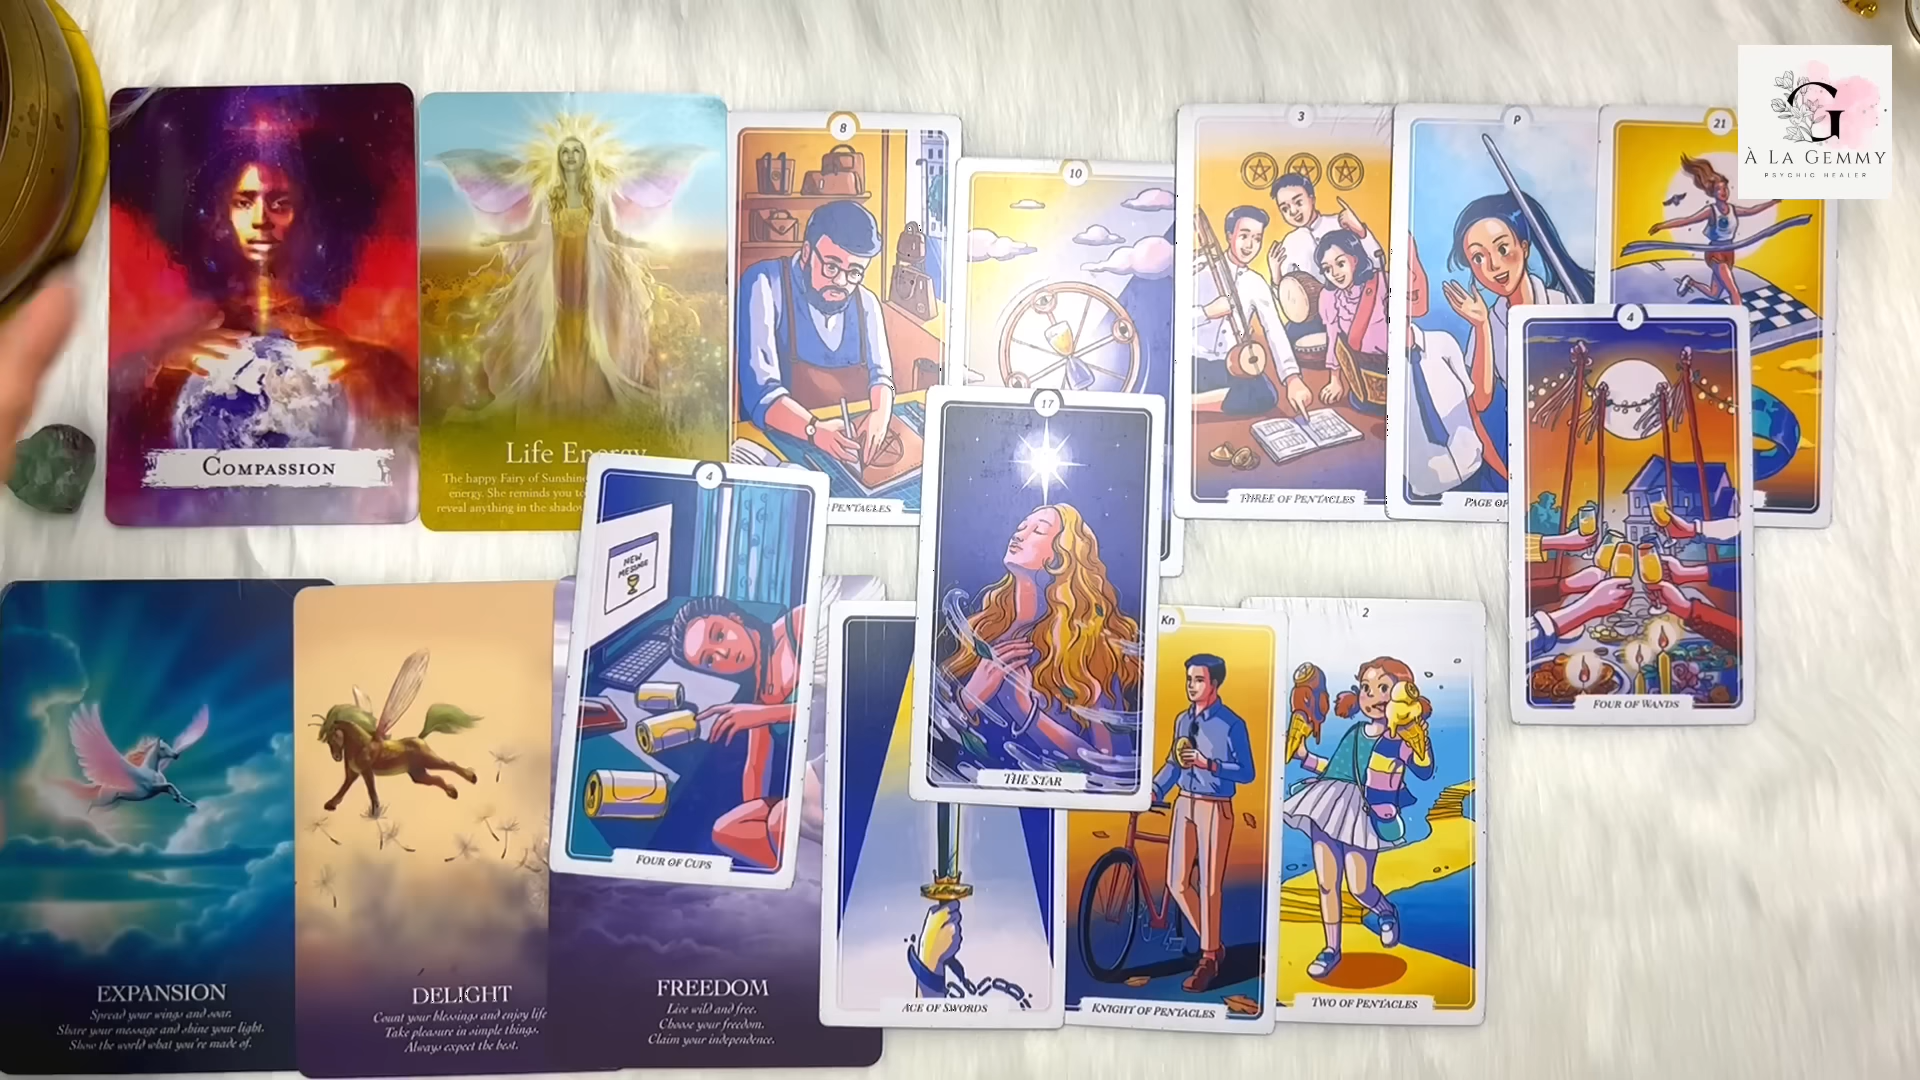 COMPASSION
Life Energy
The happy Fairy of Sunshine
energy. She reminds you to
reveal anything in the shadow
8
PENTACLES
10
3
THREE OF PENTACLES
P
PAGE OF
21
G
À LA GEMMY
PSYCHIC HEALER
4
NEW
MESSAGE
FOUR OF CUPS
17
THE STAR
4
FOUR OF WANDS
EXPANSION
Spread your wings and soar.
Share your message and shine your light.
Show the world what you're made of.
DELIGHT
Count your blessings and enjoy life
Take pleasure in simple things.
Always expect the best.
FREEDOM
Live wild and free.
Choose your freedom.
Claim your independence.
ACE OF SWORDS
Kn
KNIGHT OF PENTACLES
2
TWO OF PENTACLES